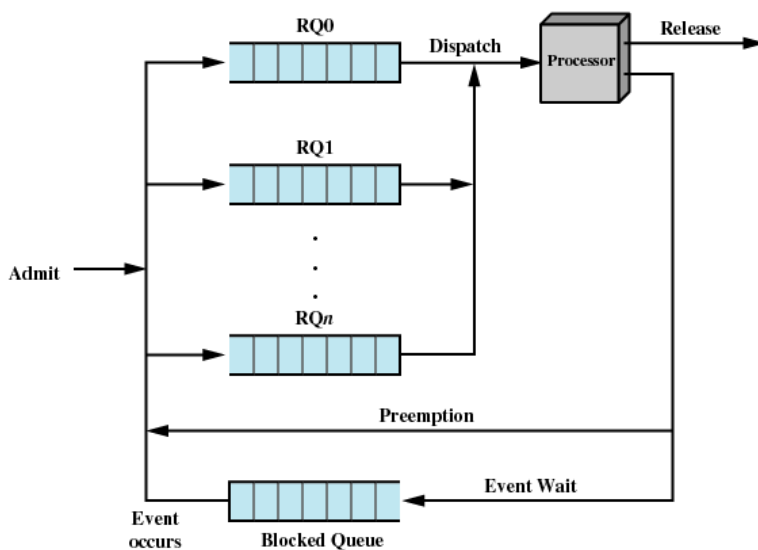 RQ0
Dispatch
Release
Processor
RQ1
Admit
RQn
Preemption
Event Wait
Event
occurs
Blocked Queue